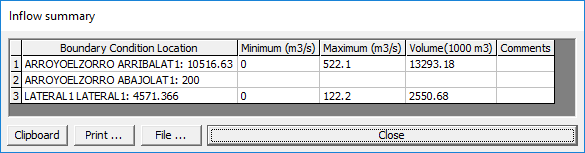 Inflow summary
Boundary Condition Location Minimum (m3/s) Maximum (m3/s) Volume(1000 m3) Comments
1 ARROYOELZORRO ARRIBALAT1: 10516.63 0 522.1 13293.18
2 ARROYOELZORRO ABAJOLAT1: 200
3 LATERAL1 LATERAL1: 4571.366 0 122.2 2550.68
Clipboard Print ... File ... Close